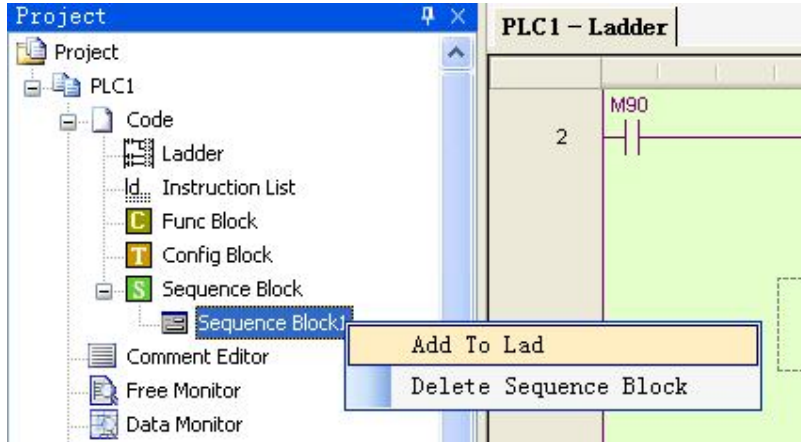 Project
PLC1 - Ladder
Project
PLC1
Code
Ladder
Instruction List
Func Block
Config Block
Sequence Block
Sequence Block1
Comment Editor
Free Monitor
Data Monitor
Add To Lad
Delete Sequence Block
M90
2